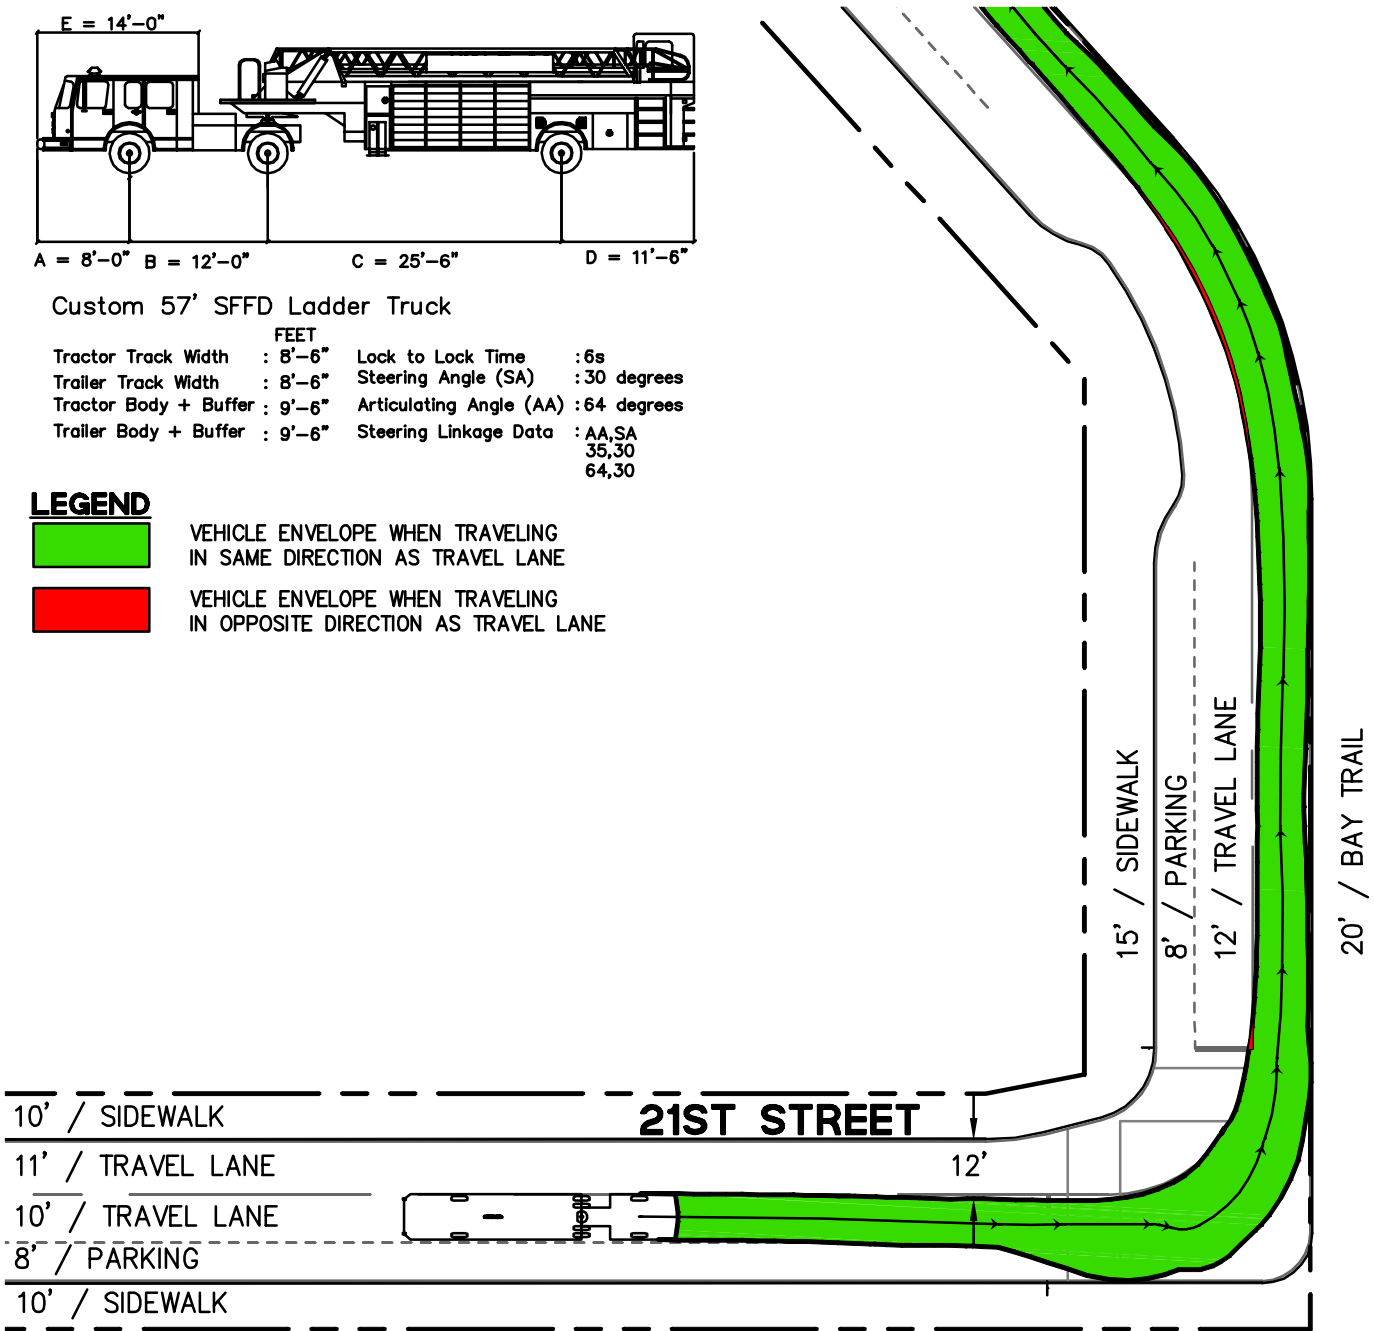 E = 14'-0"
A = 8'-0" B = 12'-0" C = 25'-6" D = 11'-6"
Custom 57' SFFD Ladder Truck
FEET
Tractor Track Width : 8'-6" Lock to Lock Time : 6s
Trailer Track Width : 8'-6" Steering Angle (SA) : 30 degrees
Tractor Body + Buffer : 9'-6" Articulating Angle (AA) : 64 degrees
Trailer Body + Buffer : 9'-6" Steering Linkage Data : AA,SA
35,30
64,30
LEGEND
VEHICLE ENVELOPE WHEN TRAVELING
IN SAME DIRECTION AS TRAVEL LANE
VEHICLE ENVELOPE WHEN TRAVELING
IN OPPOSITE DIRECTION AS TRAVEL LANE
15' / SIDEWALK
8' / PARKING
12' / TRAVEL LANE
20' / BAY TRAIL
10' / SIDEWALK
21ST STREET
11' / TRAVEL LANE
12'
10' / TRAVEL LANE
8' / PARKING
10' / SIDEWALK